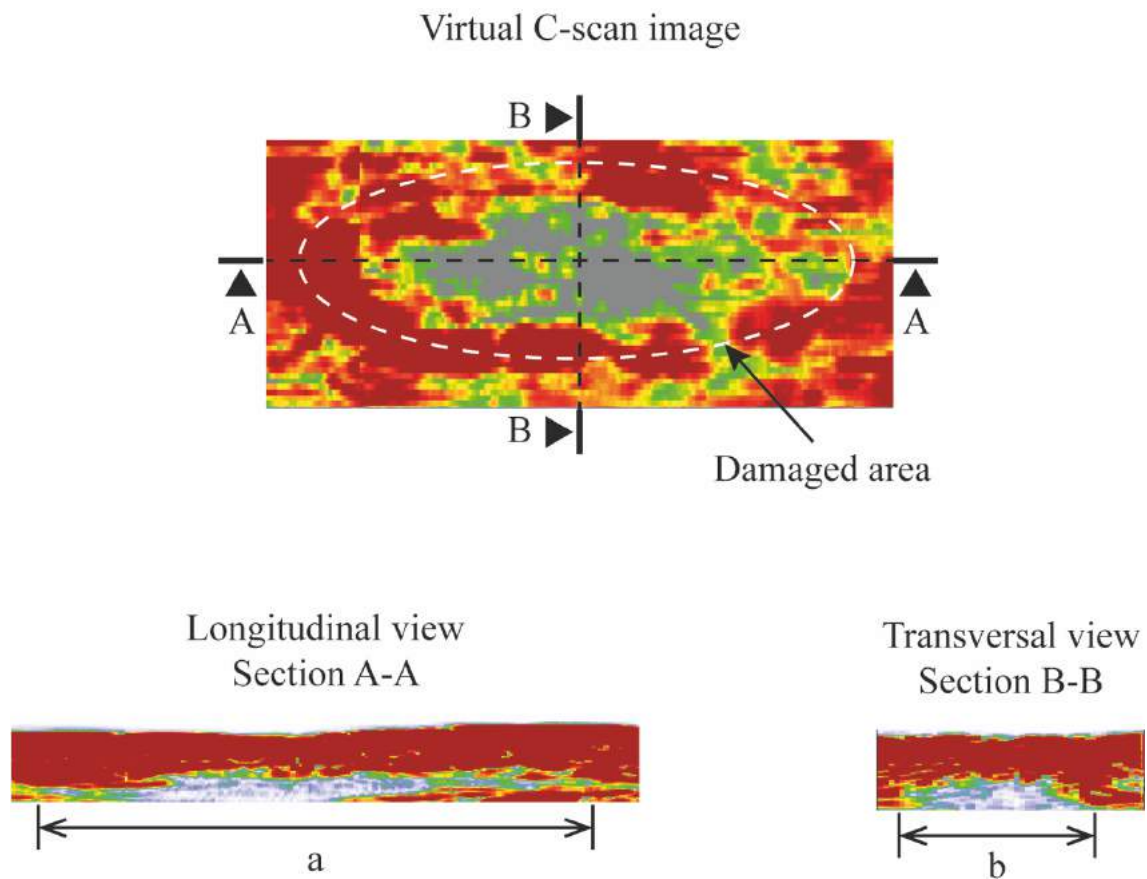 Virtual C-scan image
B
A
A
B
Damaged area
Longitudinal view
Section A-A
Transversal view
Section B-B
a
b